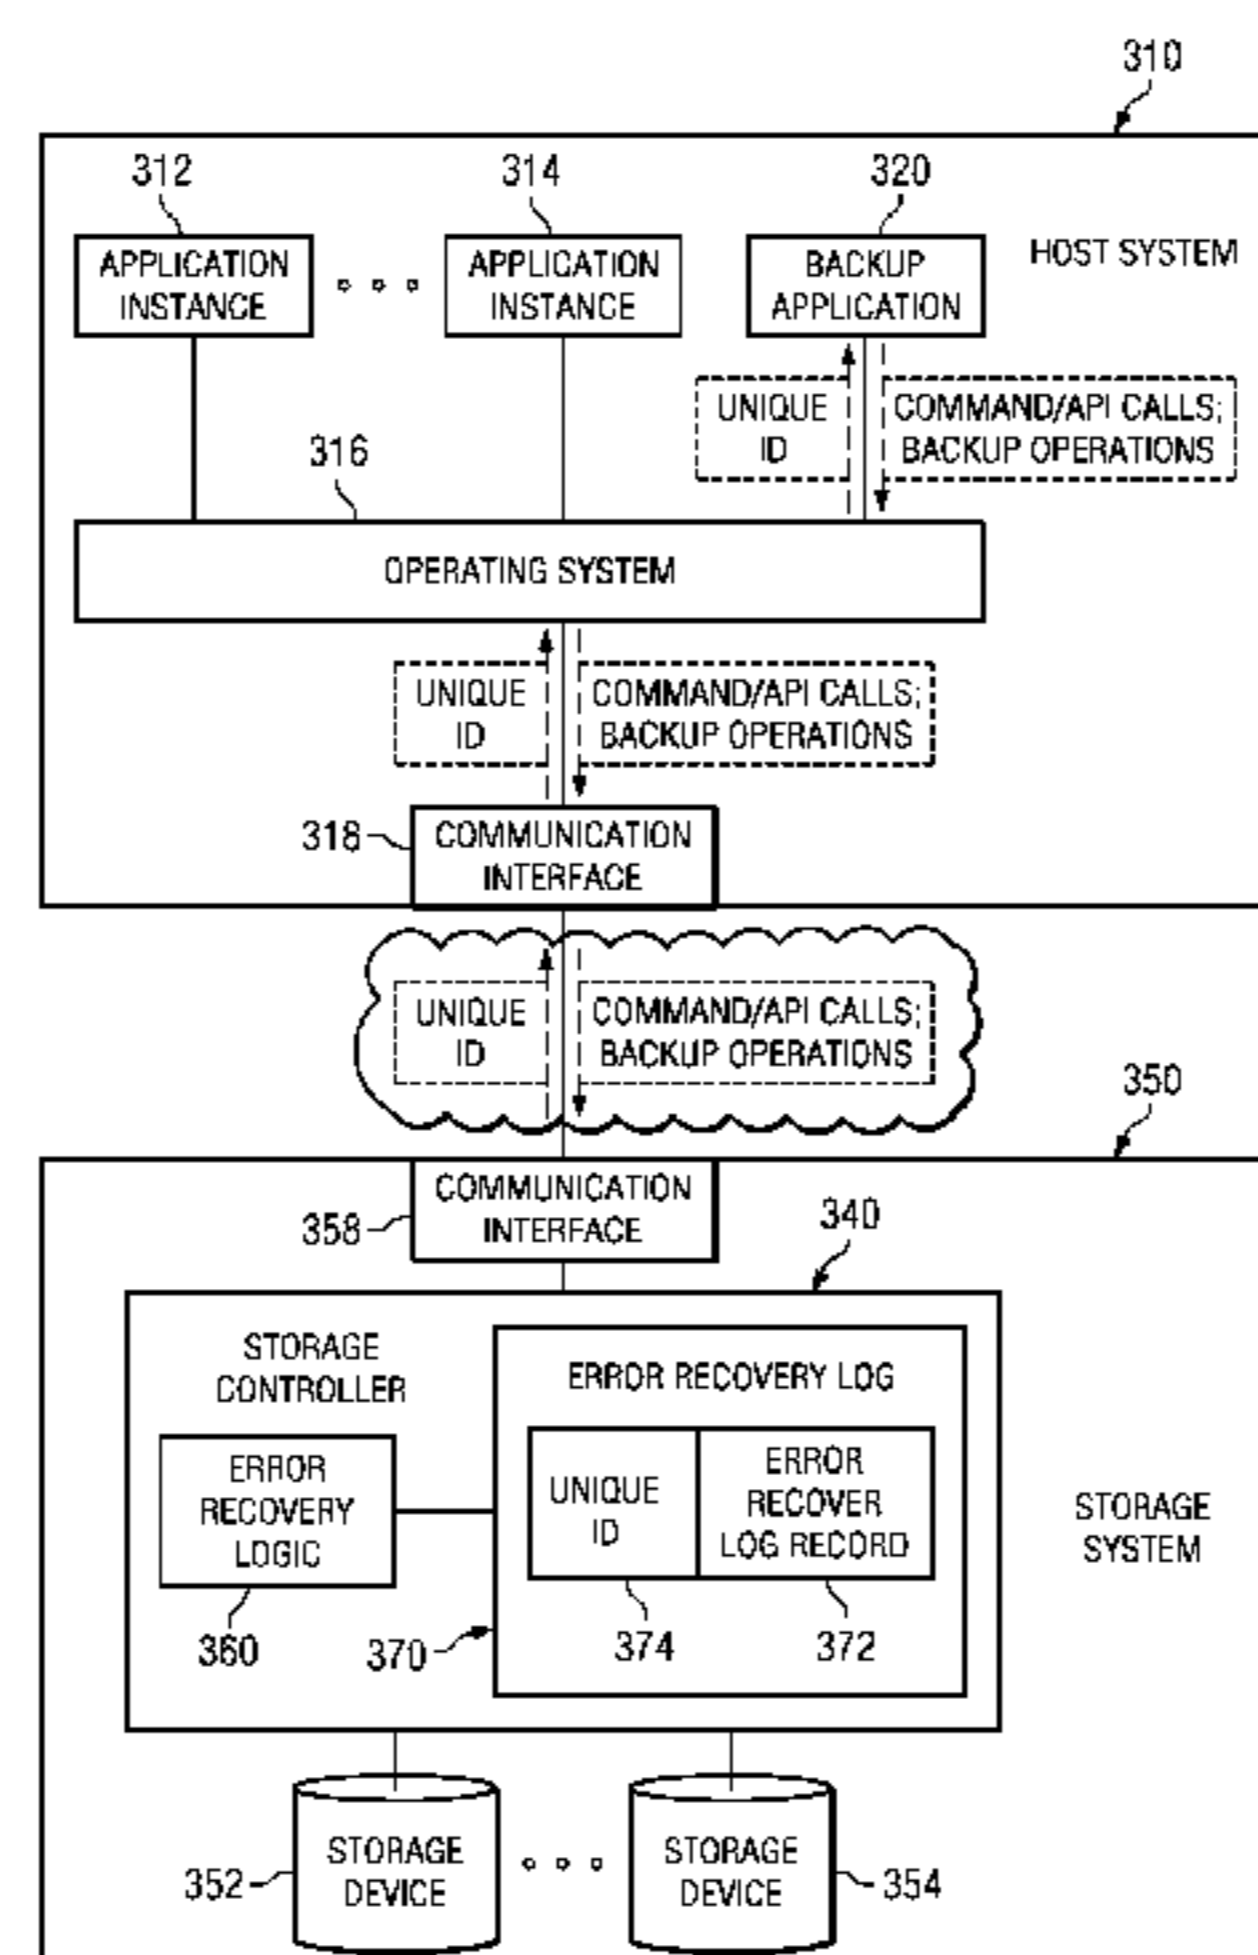 310
312
314
320
APPLICATION
INSTANCE
APPLICATION
INSTANCE
BACKUP
APPLICATION
HOST SYSTEM
UNIQUE
ID
COMMAND/API CALLS;
BACKUP OPERATIONS
316
OPERATING SYSTEM
UNIQUE
ID
COMMAND/API CALLS;
BACKUP OPERATIONS
318
COMMUNICATION
INTERFACE
UNIQUE
ID
COMMAND/API CALLS;
BACKUP OPERATIONS
350
COMMUNICATION
INTERFACE
358
340
STORAGE
CONTROLLER
ERROR RECOVERY LOG
ERROR
RECOVERY
LOGIC
UNIQUE
ID
ERROR
RECOVER
LOG RECORD
STORAGE
SYSTEM
360
370
374
372
STORAGE
DEVICE
352
STORAGE
DEVICE
354